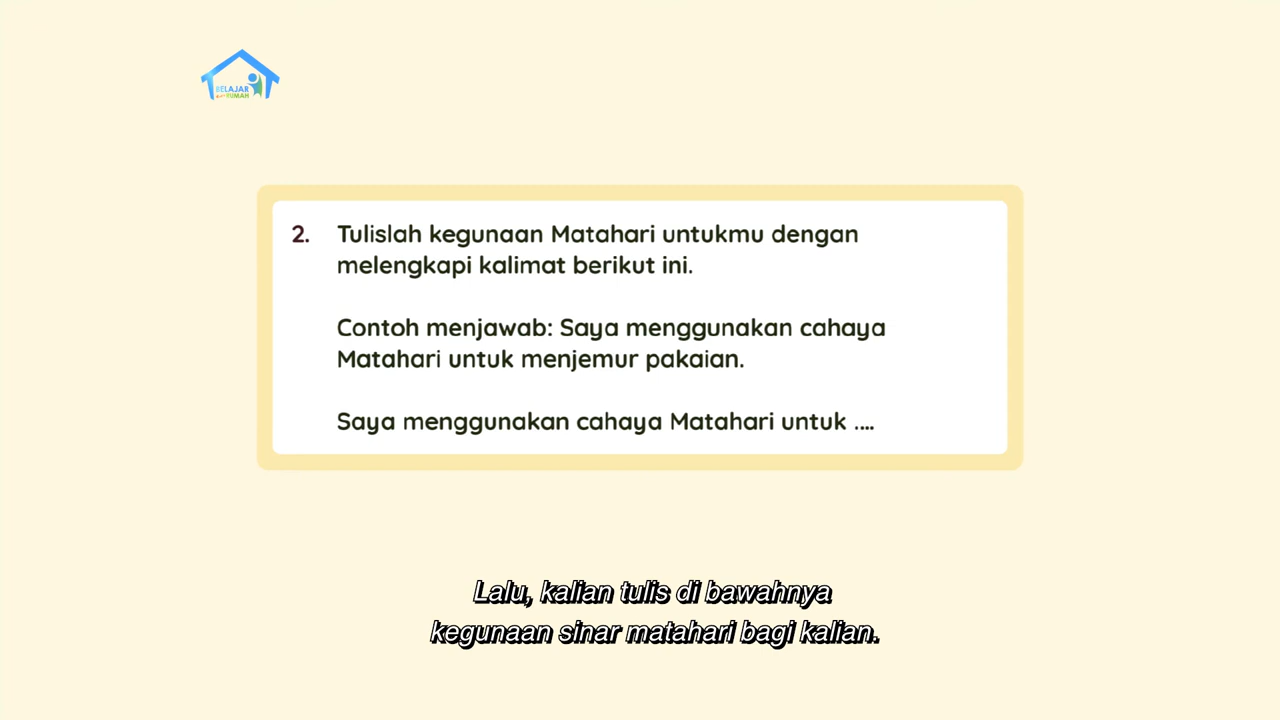 BELAJAR
RUMAH
2. Tulislah kegunaan Matahari untukmu dengan
melengkapi kalimat berikut ini.
Contoh menjawab: Saya menggunakan cahaya
Matahari untuk menjemur pakaian.
Saya menggunakan cahaya Matahari untuk ....
Lalu, kalian tulis di bawahnya
kegunaan sinar matahari bagi kalian.